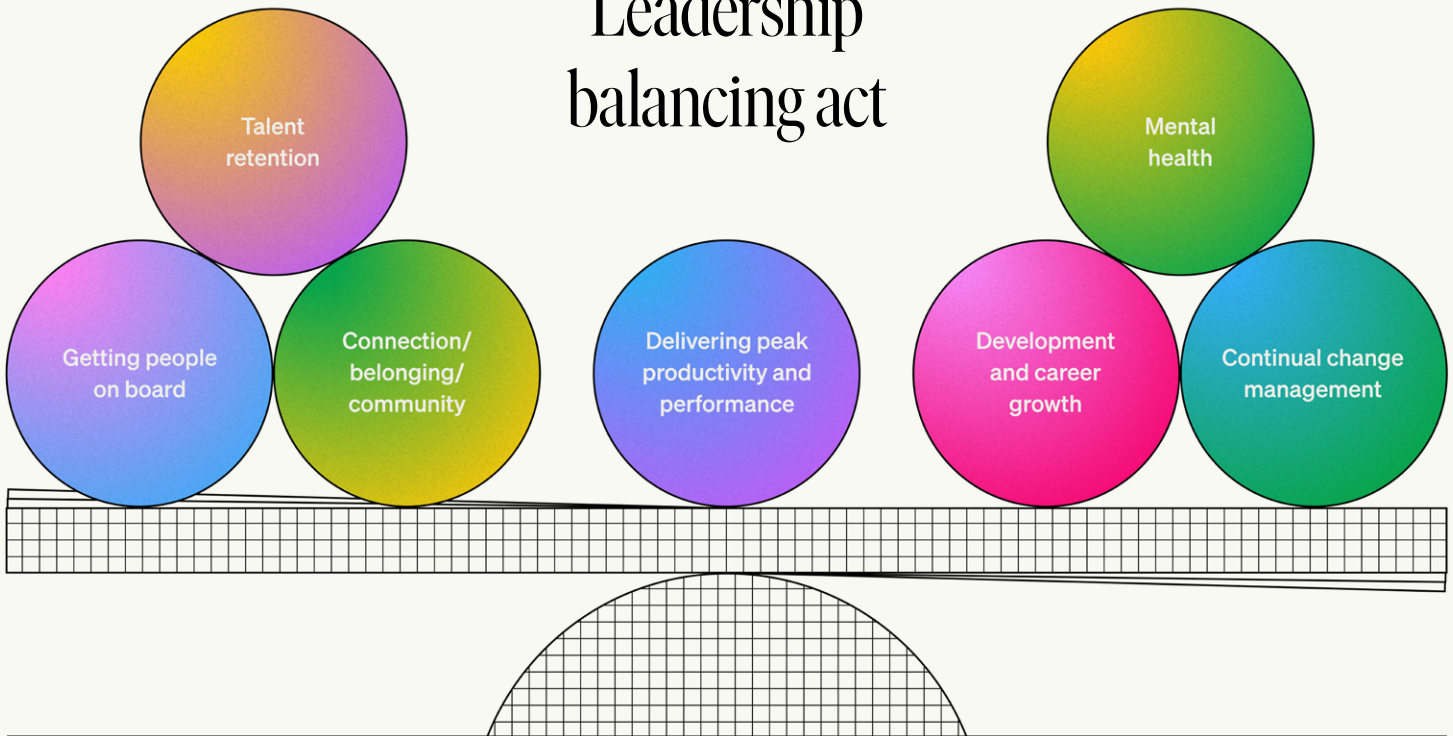 Leadership
balancing act
Talent
retention
Mental
health
Getting people
on board
Connection/
belonging/
community
Delivering peak
productivity and
performance
Development
and career
growth
Continual change
management